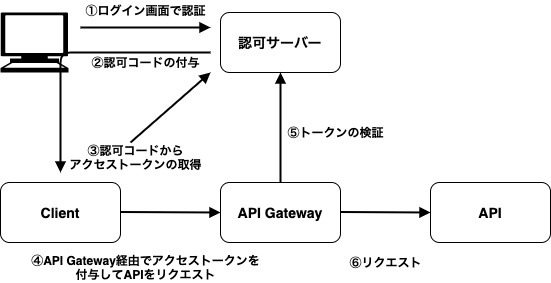 ①ログイン画面で認証
認可サーバー
②認可コードの付与
⑤トークンの検証
③認可コードから
アクセストークンの取得
Client
API Gateway
API
④API Gateway経由でアクセストークンを
付与してAPIをリクエスト
⑥リクエスト